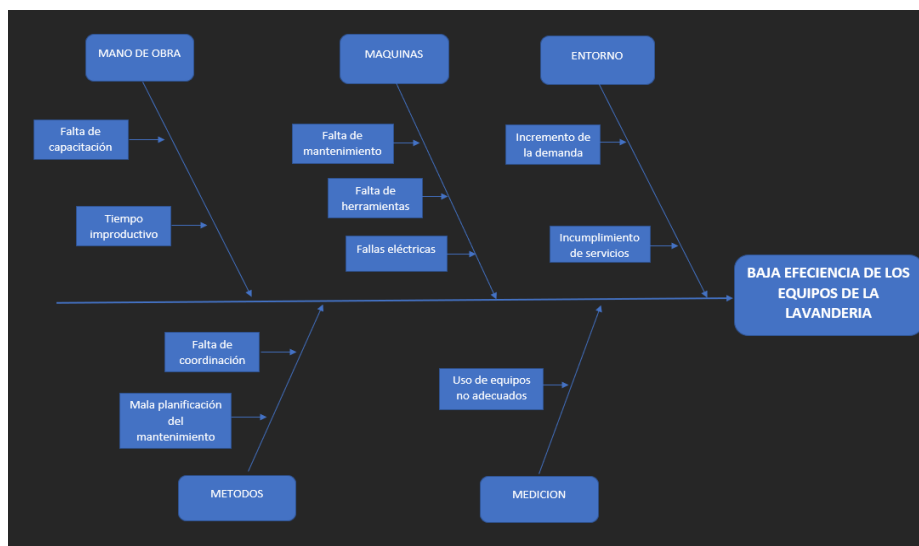 MANO DE OBRA
MAQUINAS
ENTORNO
Falta de
capacitación
Falta de
mantenimiento
Incremento de
la demanda
Falta de
herramientas
Tiempo
improductivo
Fallas eléctricas
Incumplimiento
de servicios
BAJA EFECIENCIA DE LOS
EQUIPOS DE LA
LAVANDERIA
Falta de
coordinación
Uso de equipos
no adecuados
Mala planificación
del
mantenimiento
METODOS
MEDICION